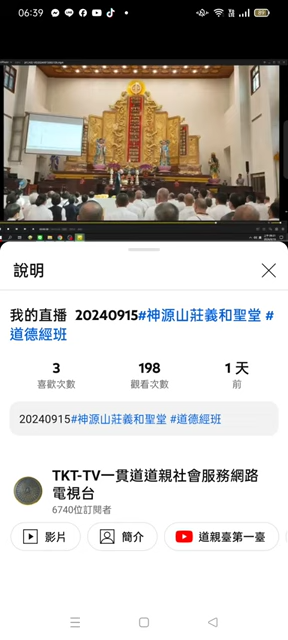 06:39
說明
我的直播 20240915#神源山莊義和聖堂 #
道德經班
3 198 1 天
喜歡次數 觀看次數 前
20240915#神源山莊義和聖堂 #道德經班
TKT-TV一貫道道親社會服務網路
電視台
6740位訂閱者
影片 簡介 道親臺第一臺